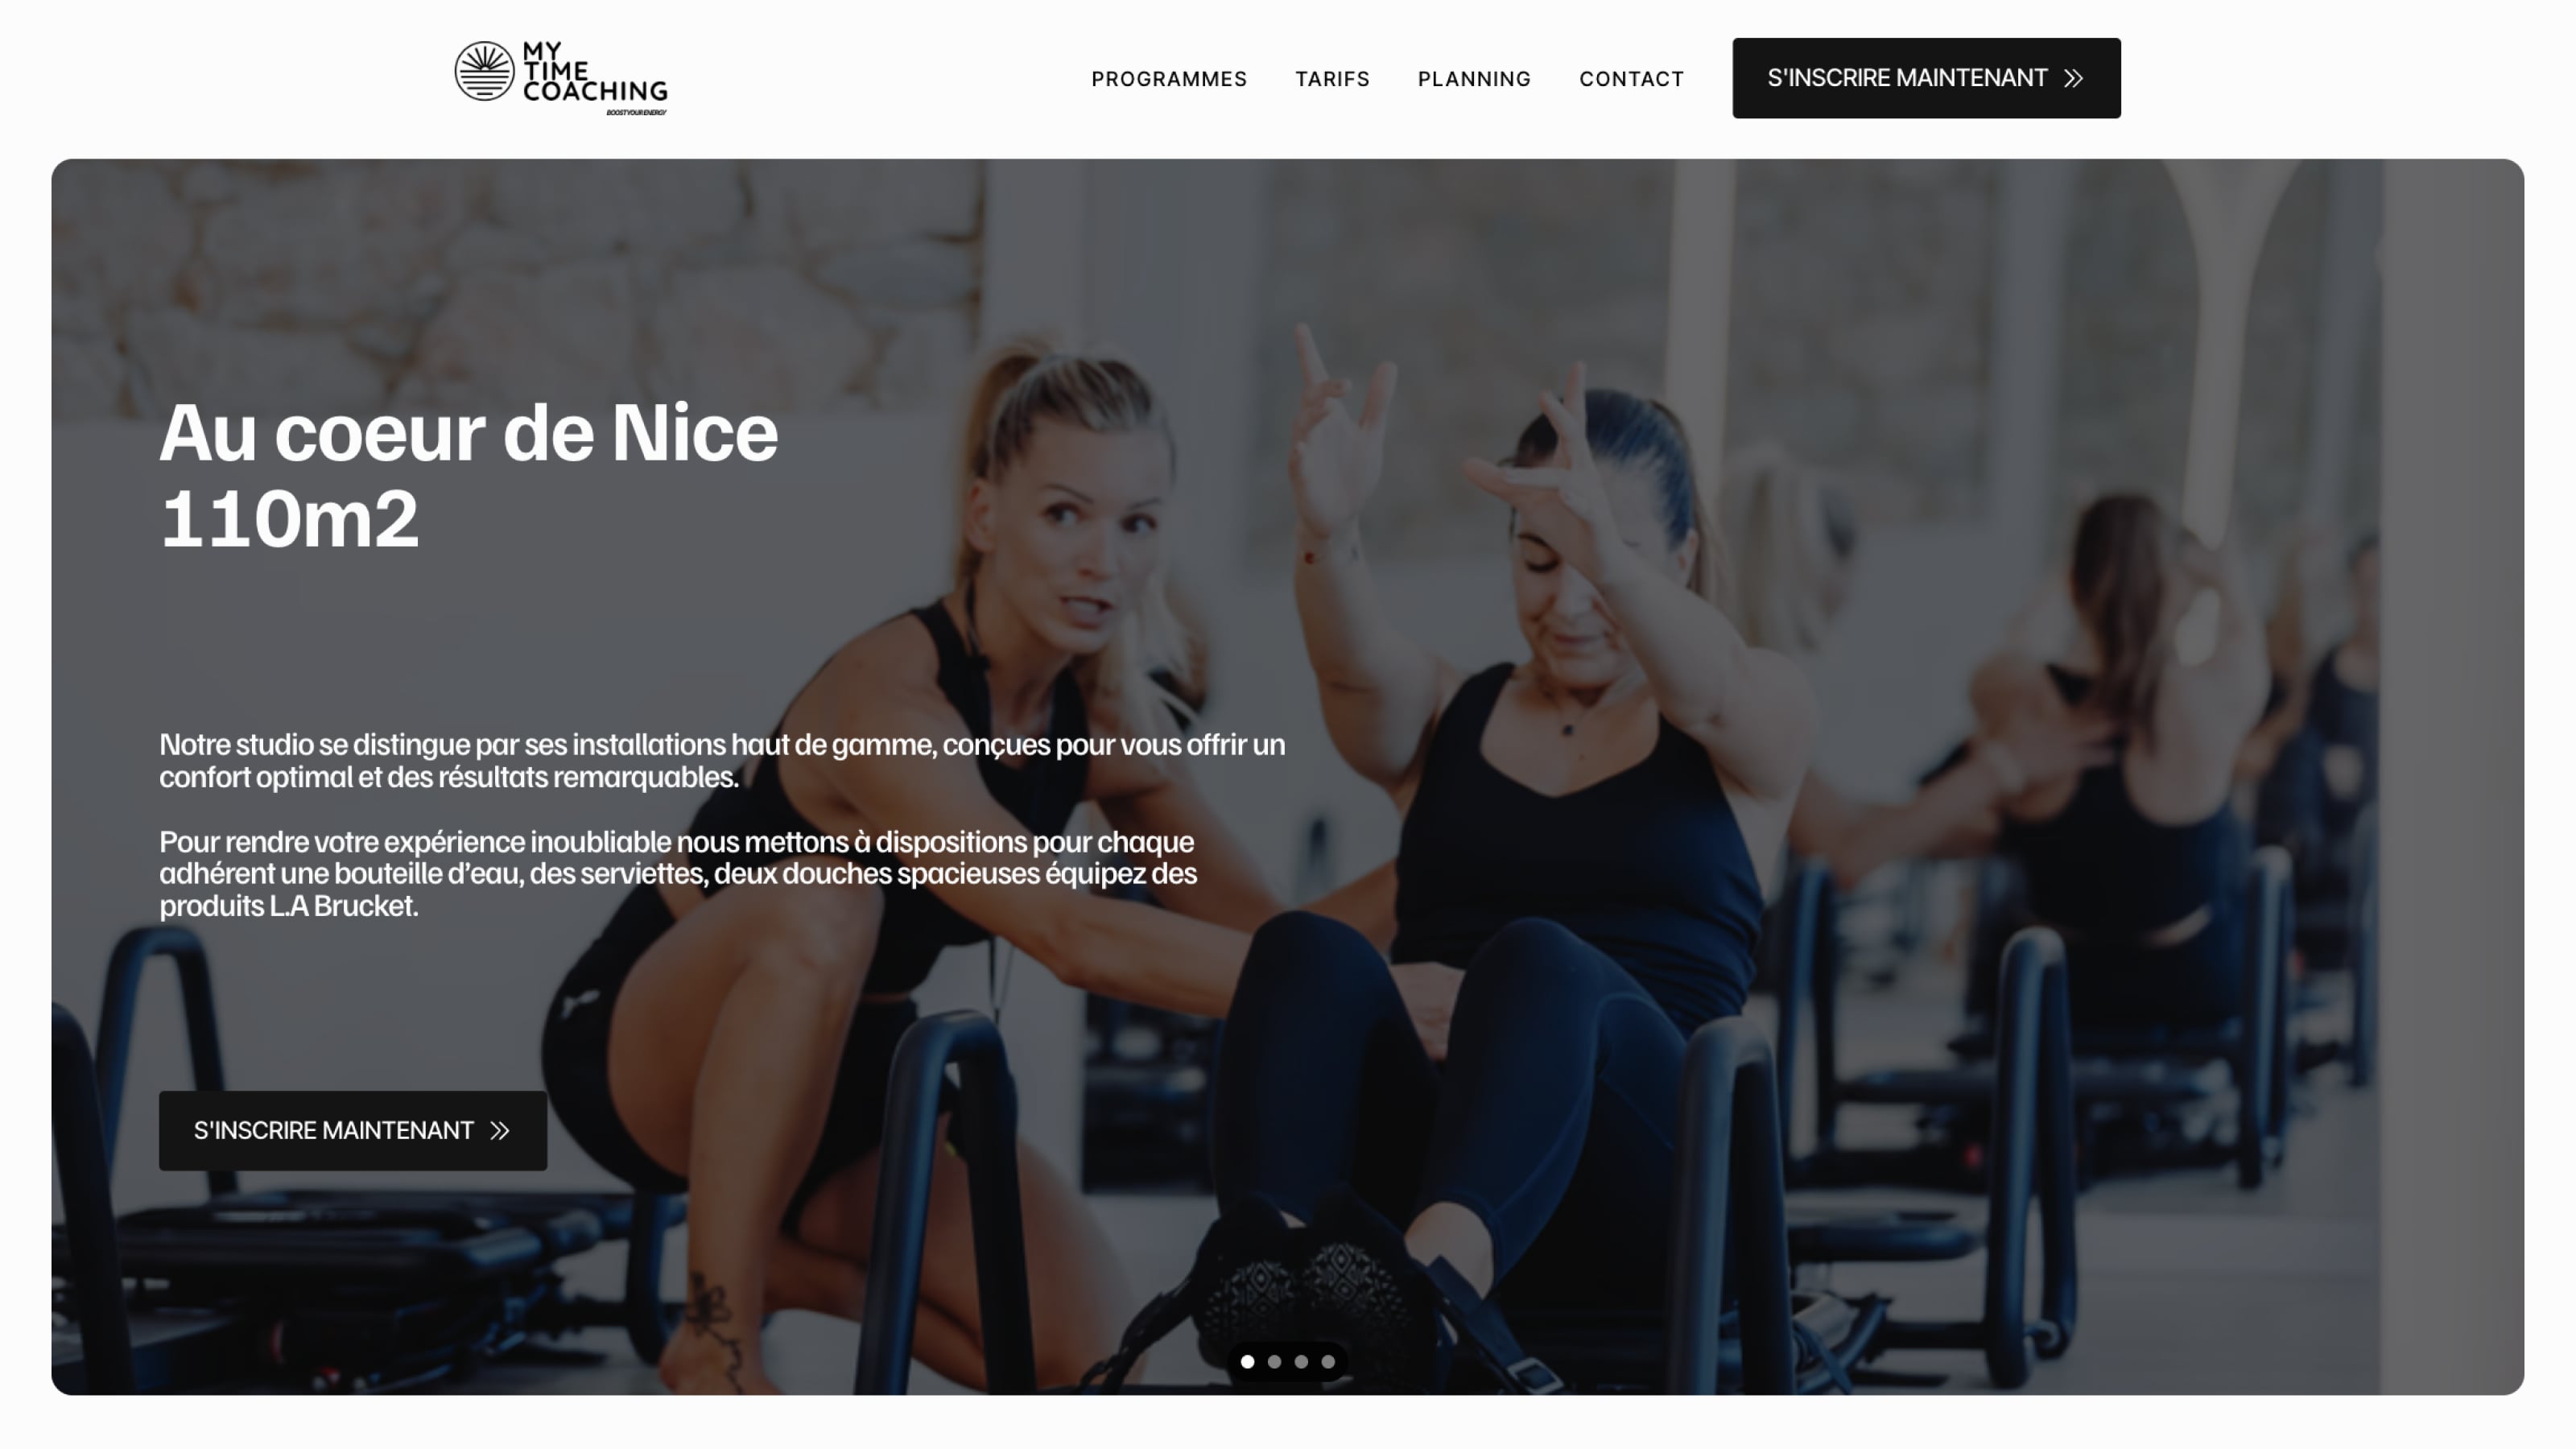 MY
TIME
COACHING
BOOST YOUR ENERGY
PROGRAMMES
TARIFS
PLANNING
CONTACT
S'INSCRIRE MAINTENANT
Au coeur de Nice
110m2
Notre studio se distingue par ses installations haut de gamme, conçues pour vous offrir un
confort optimal et des résultats remarquables.
Pour rendre votre expérience inoubliable nous mettons à dispositions pour chaque
adhérent une bouteille d’eau, des serviettes, deux douches spacieuses équipez des
produits L.A Brucket.
S'INSCRIRE MAINTENANT